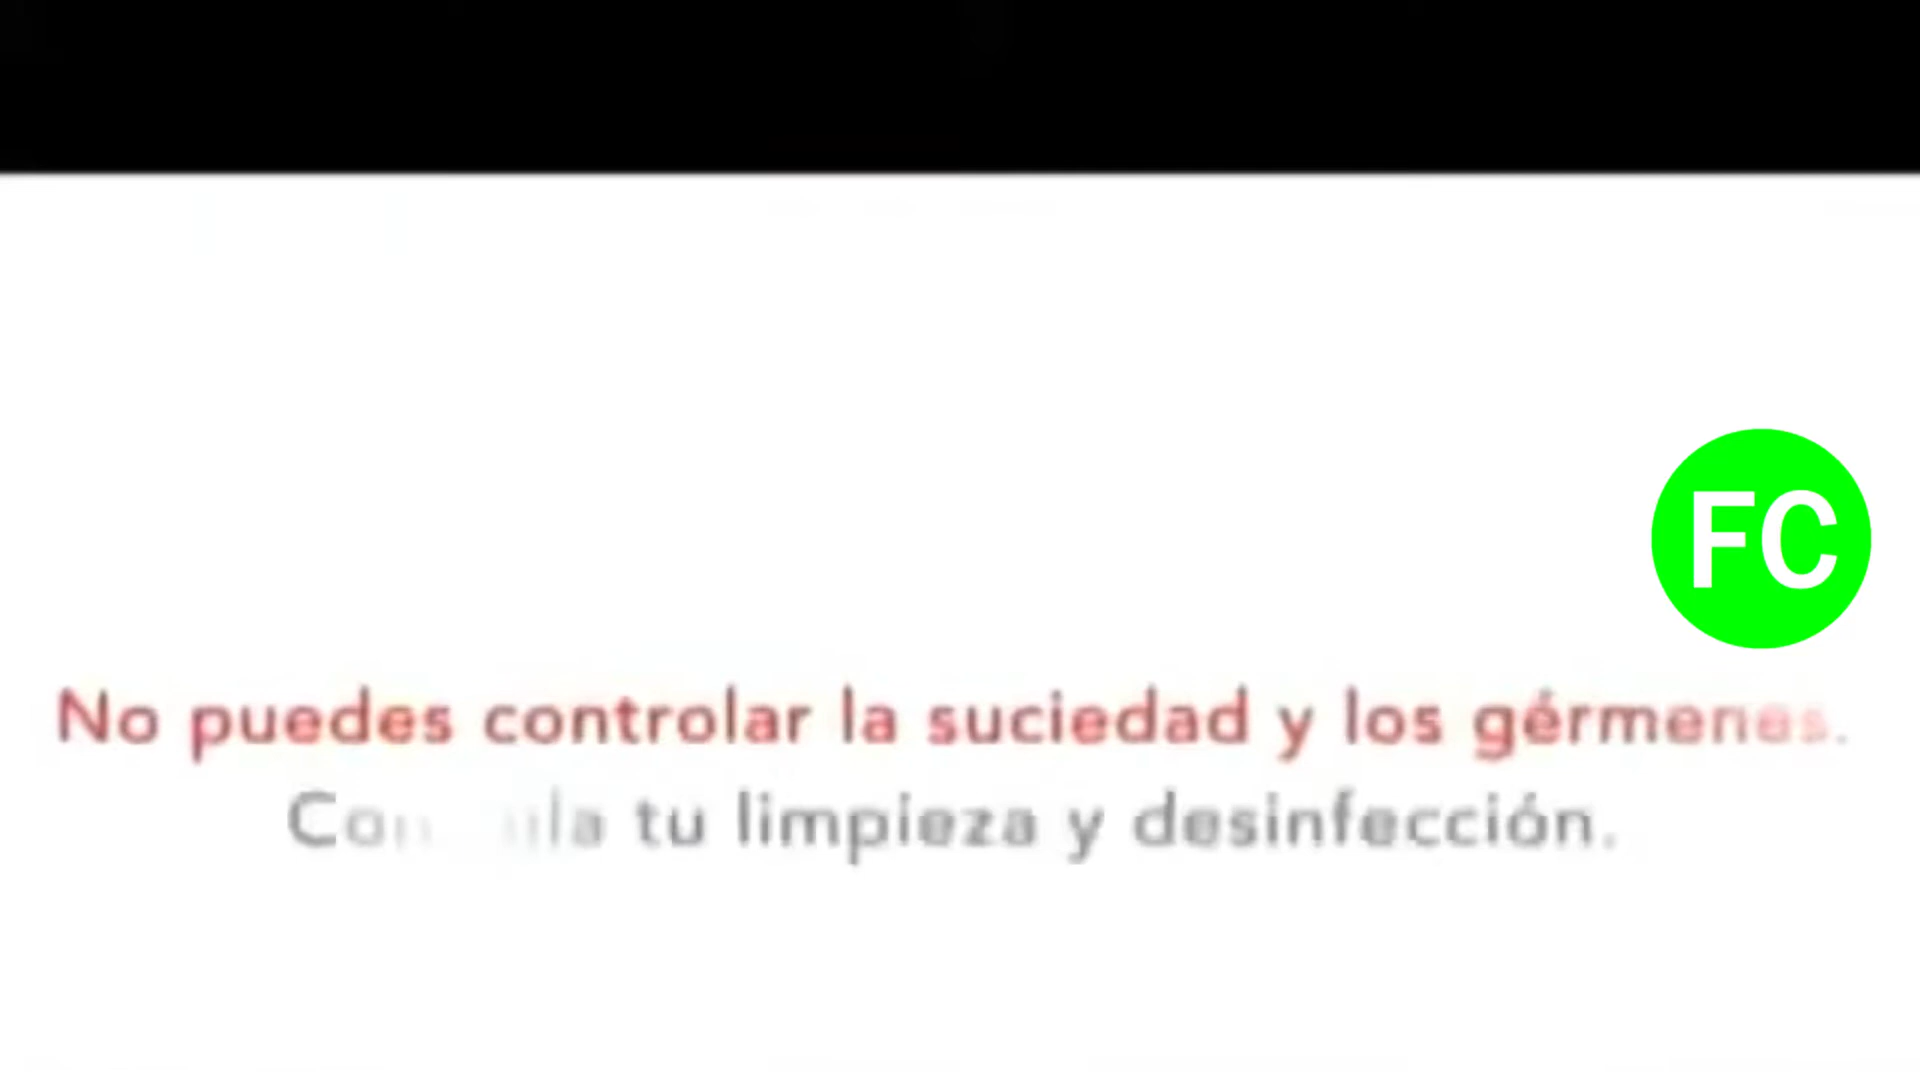 FC
No puedes controlar la suciedad y los gérmenes.
tu limpieza y desinfección.